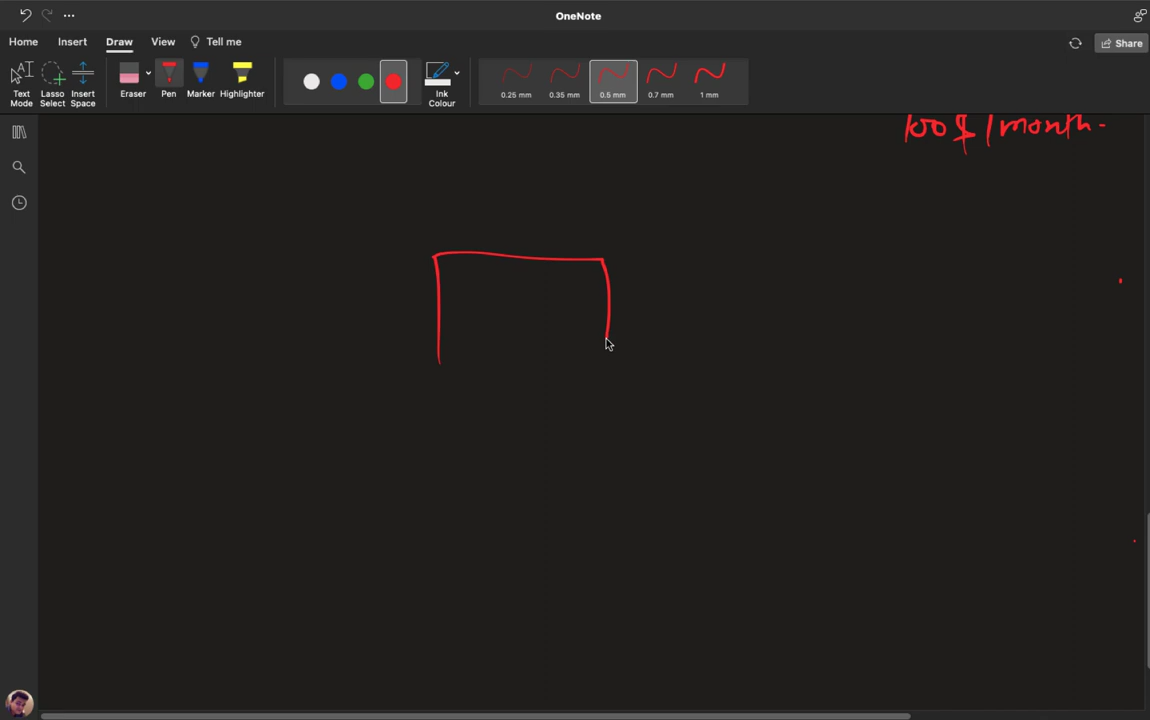 OneNote
Home Insert Draw View Tell me
Share
Text Mode
Lasso Select
Insert Space
Eraser
Pen
Marker
Highlighter
Ink Colour
0.25 mm
0.35 mm
0.5 mm
0.7 mm
1 mm
100$ / month.